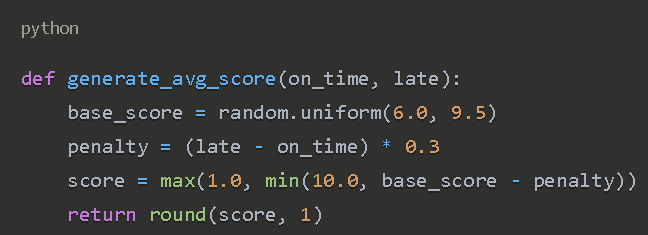 python
def generate_avg_score(on_time, late):
    base_score = random.uniform(6.0, 9.5)
    penalty = (late - on_time) * 0.3
    score = max(1.0, min(10.0, base_score - penalty))
    return round(score, 1)